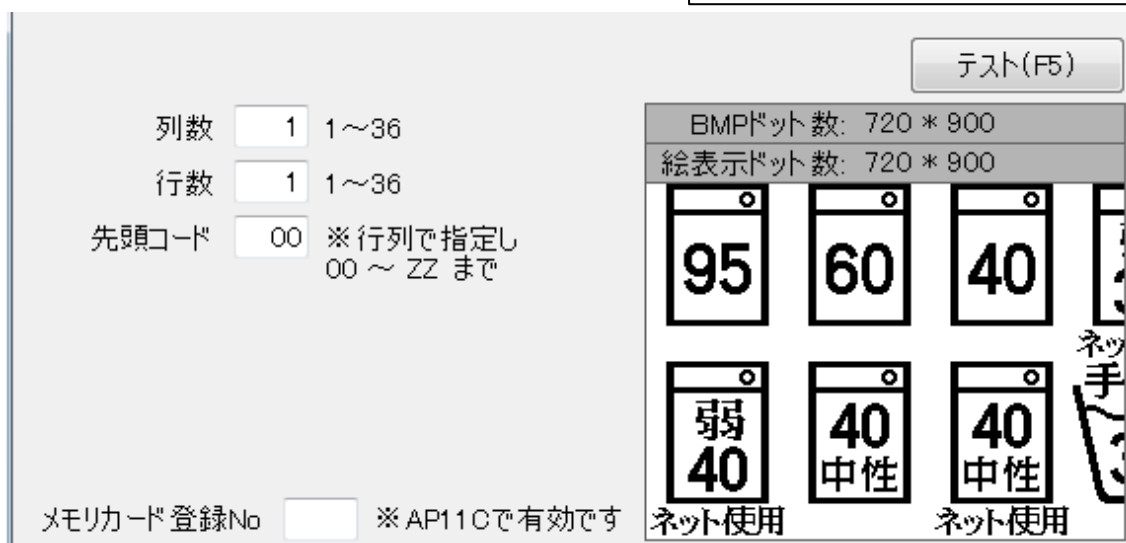 テスト(F5)
列数 1 1～36
行数 1 1～36
先頭コード 00 ※行列で指定し
00 ～ ZZ まで
BMPドット数: 720 * 900
絵表示ドット数: 720 * 900
95 60 40
ネッ
手
弱 40 40
40 中性 中性
ネット使用 ネット使用
メモリカード登録No ※AP11Cで有効です